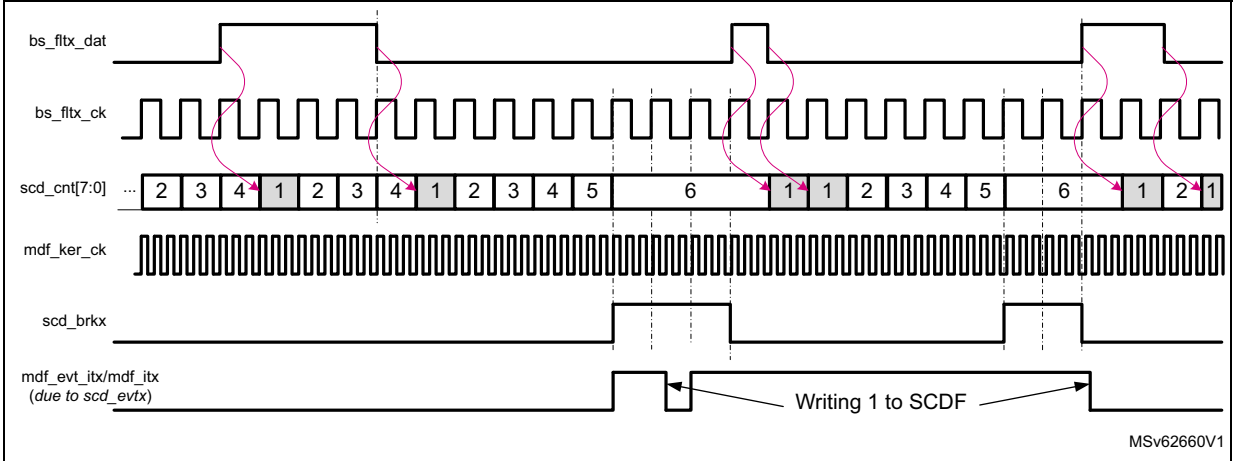 bs_fltx_dat
bs_fltx_ck
scd_cnt[7:0] ... 2 3 4 1 2 3 4 1 2 3 4 5 6 1 1 2 3 4 5 6 1 2 1
mdf_ker_ck
scd_brkx
mdf_evt_itx/mdf_itx
(due to scd_evtx)
Writing 1 to SCDF
MSv62660V1